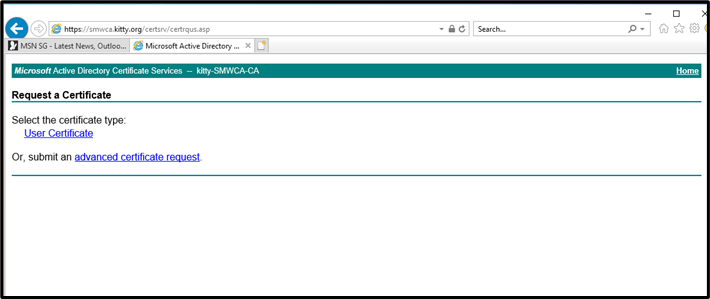 https://smwca.kitty.org/certsrv/certrqus.asp
Search...
MSN SG - Latest News, Outloo...
Microsoft Active Directory ...
Microsoft Active Directory Certificate Services -- kitty-SMWCA-CA
Home
Request a Certificate
Select the certificate type:
User Certificate
Or, submit an advanced certificate request.